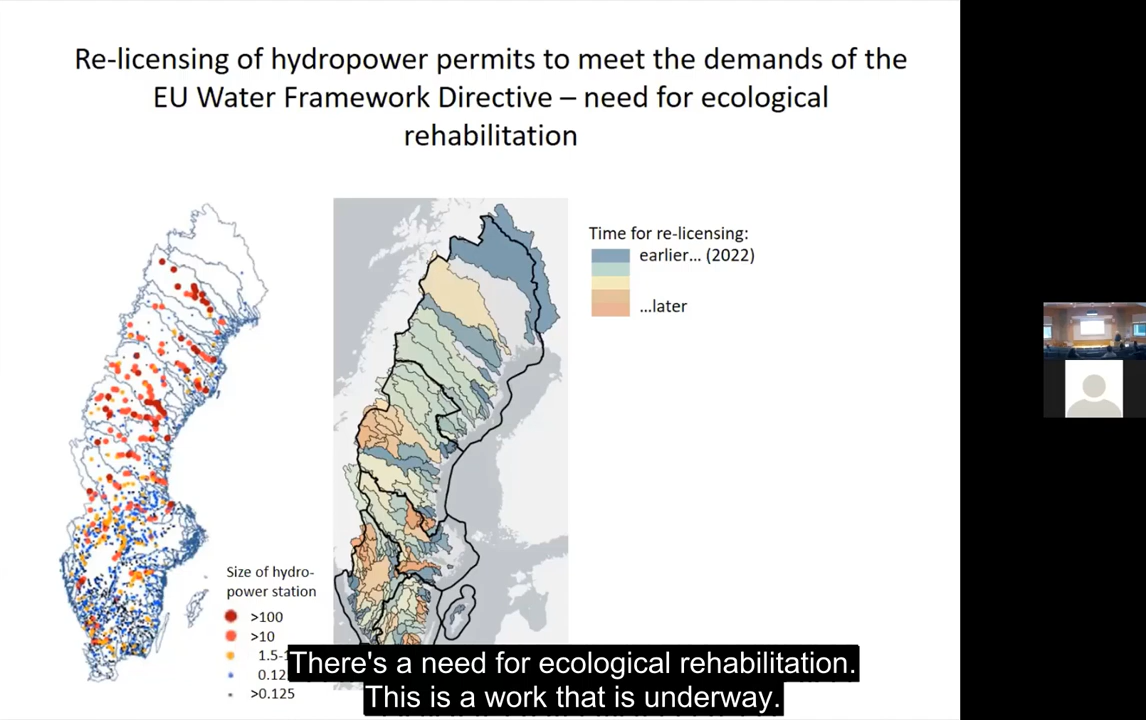 Re-licensing of hydropower permits to meet the demands of the
EU Water Framework Directive – need for ecological
rehabilitation
Time for re-licensing:
earlier... (2022)
...later
Size of hydro-
power station
>100
>10
1.5-1
0.12
>0.125
There's a need for ecological rehabilitation.
This is a work that is underway.